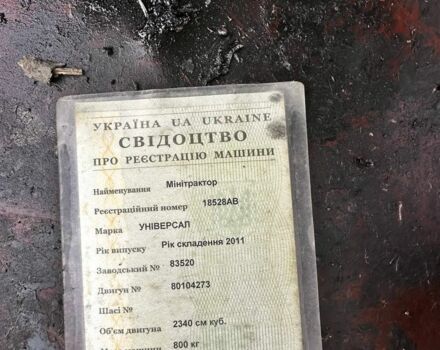 УКРАЇНА UA UKRAINE
СВІДОЦТВО
ПРО РЕЄСТРАЦІЮ МАШИНИ
Найменування Мінітрактор
Реєстраційний номер 18528АВ
Марка УНІВЕРСАЛ
Рік випуску Рік складення 2011
Заводський № 83520
Двигун № 80104273
Шасі №
Об'єм двигуна 2340 см куб.
800 кг